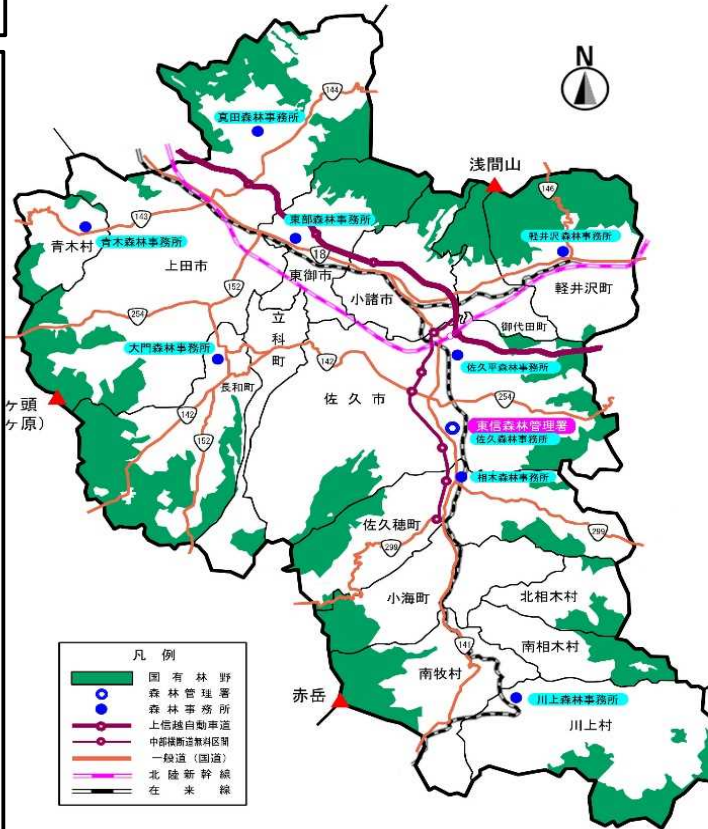 N
144
真田森林事務所
浅間山
146
143
青木村
青木森林事務所
東部森林事務所
18
軽井沢森林事務所
上田市
東御市
小諸市
軽井沢町
152
254
立科町
御代田町
大門森林事務所
142
長和町
佐久平森林事務所
佐久市
254
ヶ頭
ヶ原)
142
152
東信森林管理署
佐久森林事務所
相木森林事務所
佐久穂町
299
299
小海町
北相木村
141
南相木村
南牧村
赤岳
川上森林事務所
川上村
凡例
国有林野
森林管理署
森林事務所
上信越自動車道
中部横断道無料区間
一般道(国道)
北陸新幹線
在来線